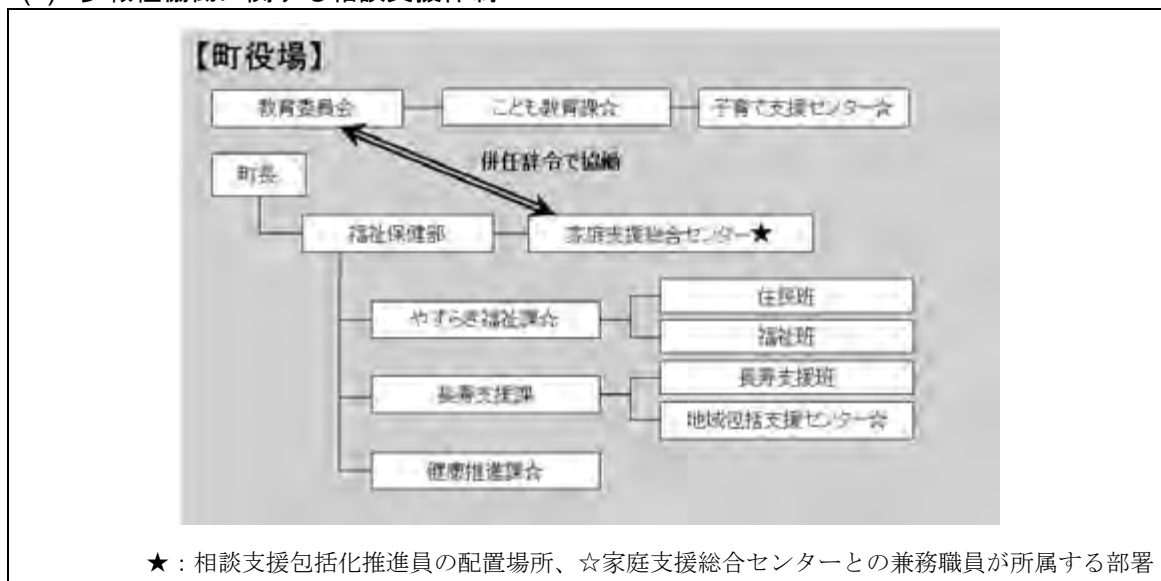 【町役場】
教育委員会 こども教育課☆ 子育て支援センター☆
併任辞令で協働
町長
福祉保健部 家庭支援総合センター★
住民班
やすらぎ福祉課☆
福祉班
長寿支援班
長寿支援課
地域包括支援センター☆
健康推進課☆
★：相談支援包括化推進員の配置場所、☆家庭支援総合センターとの兼務職員が所属する部署